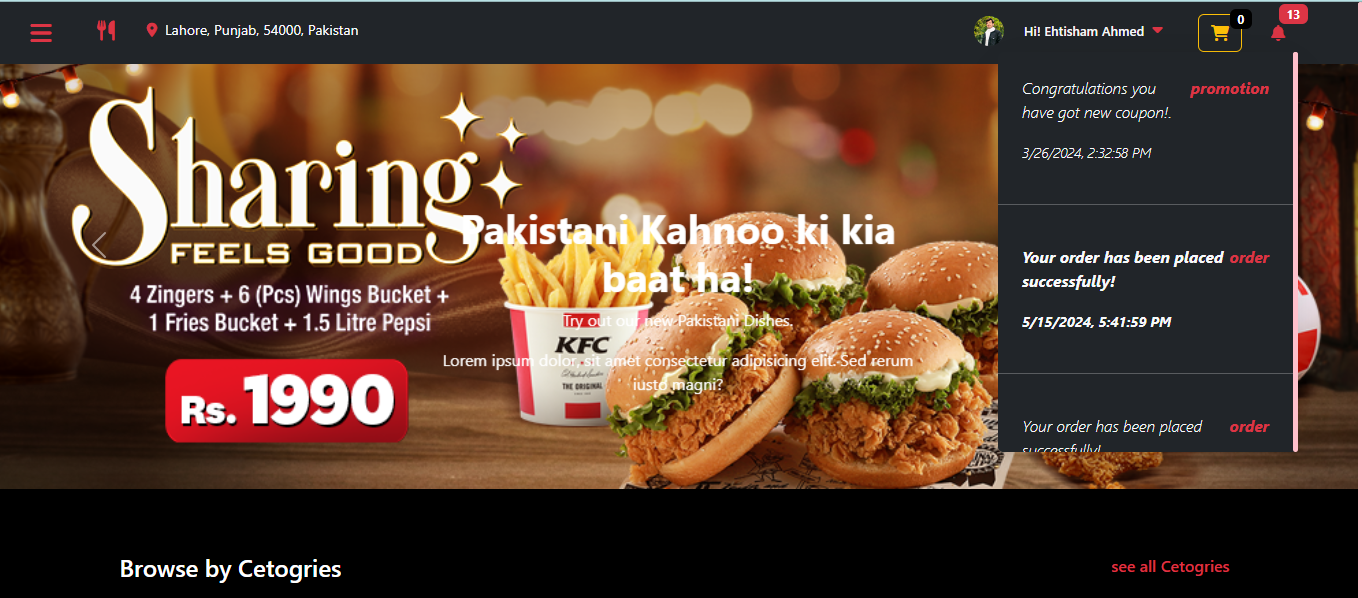 Lahore, Punjab, 54000, Pakistan
Hi! Ehtisham Ahmed
0
13
Congratulations you
have got new coupon!.
promotion
3/26/2024, 2:32:58 PM
Your order has been placed
successfully!
order
5/15/2024, 5:41:59 PM
Your order has been placed
successfully!
order
Sharing
FEELS GOOD
4 Zingers + 6 (Pcs) Wings Bucket +
1 Fries Bucket + 1.5 Litre Pepsi
Rs. 1990
Pakistani Kahnoo ki kia
baat ha!
Try out our new Pakistani Dishes.
Lorem ipsum dolor, sit amet consectetur adipisicing elit. Sed rerum
iusto magni?
KFC
THE ORIGINAL
Browse by Cetogries
see all Cetogries